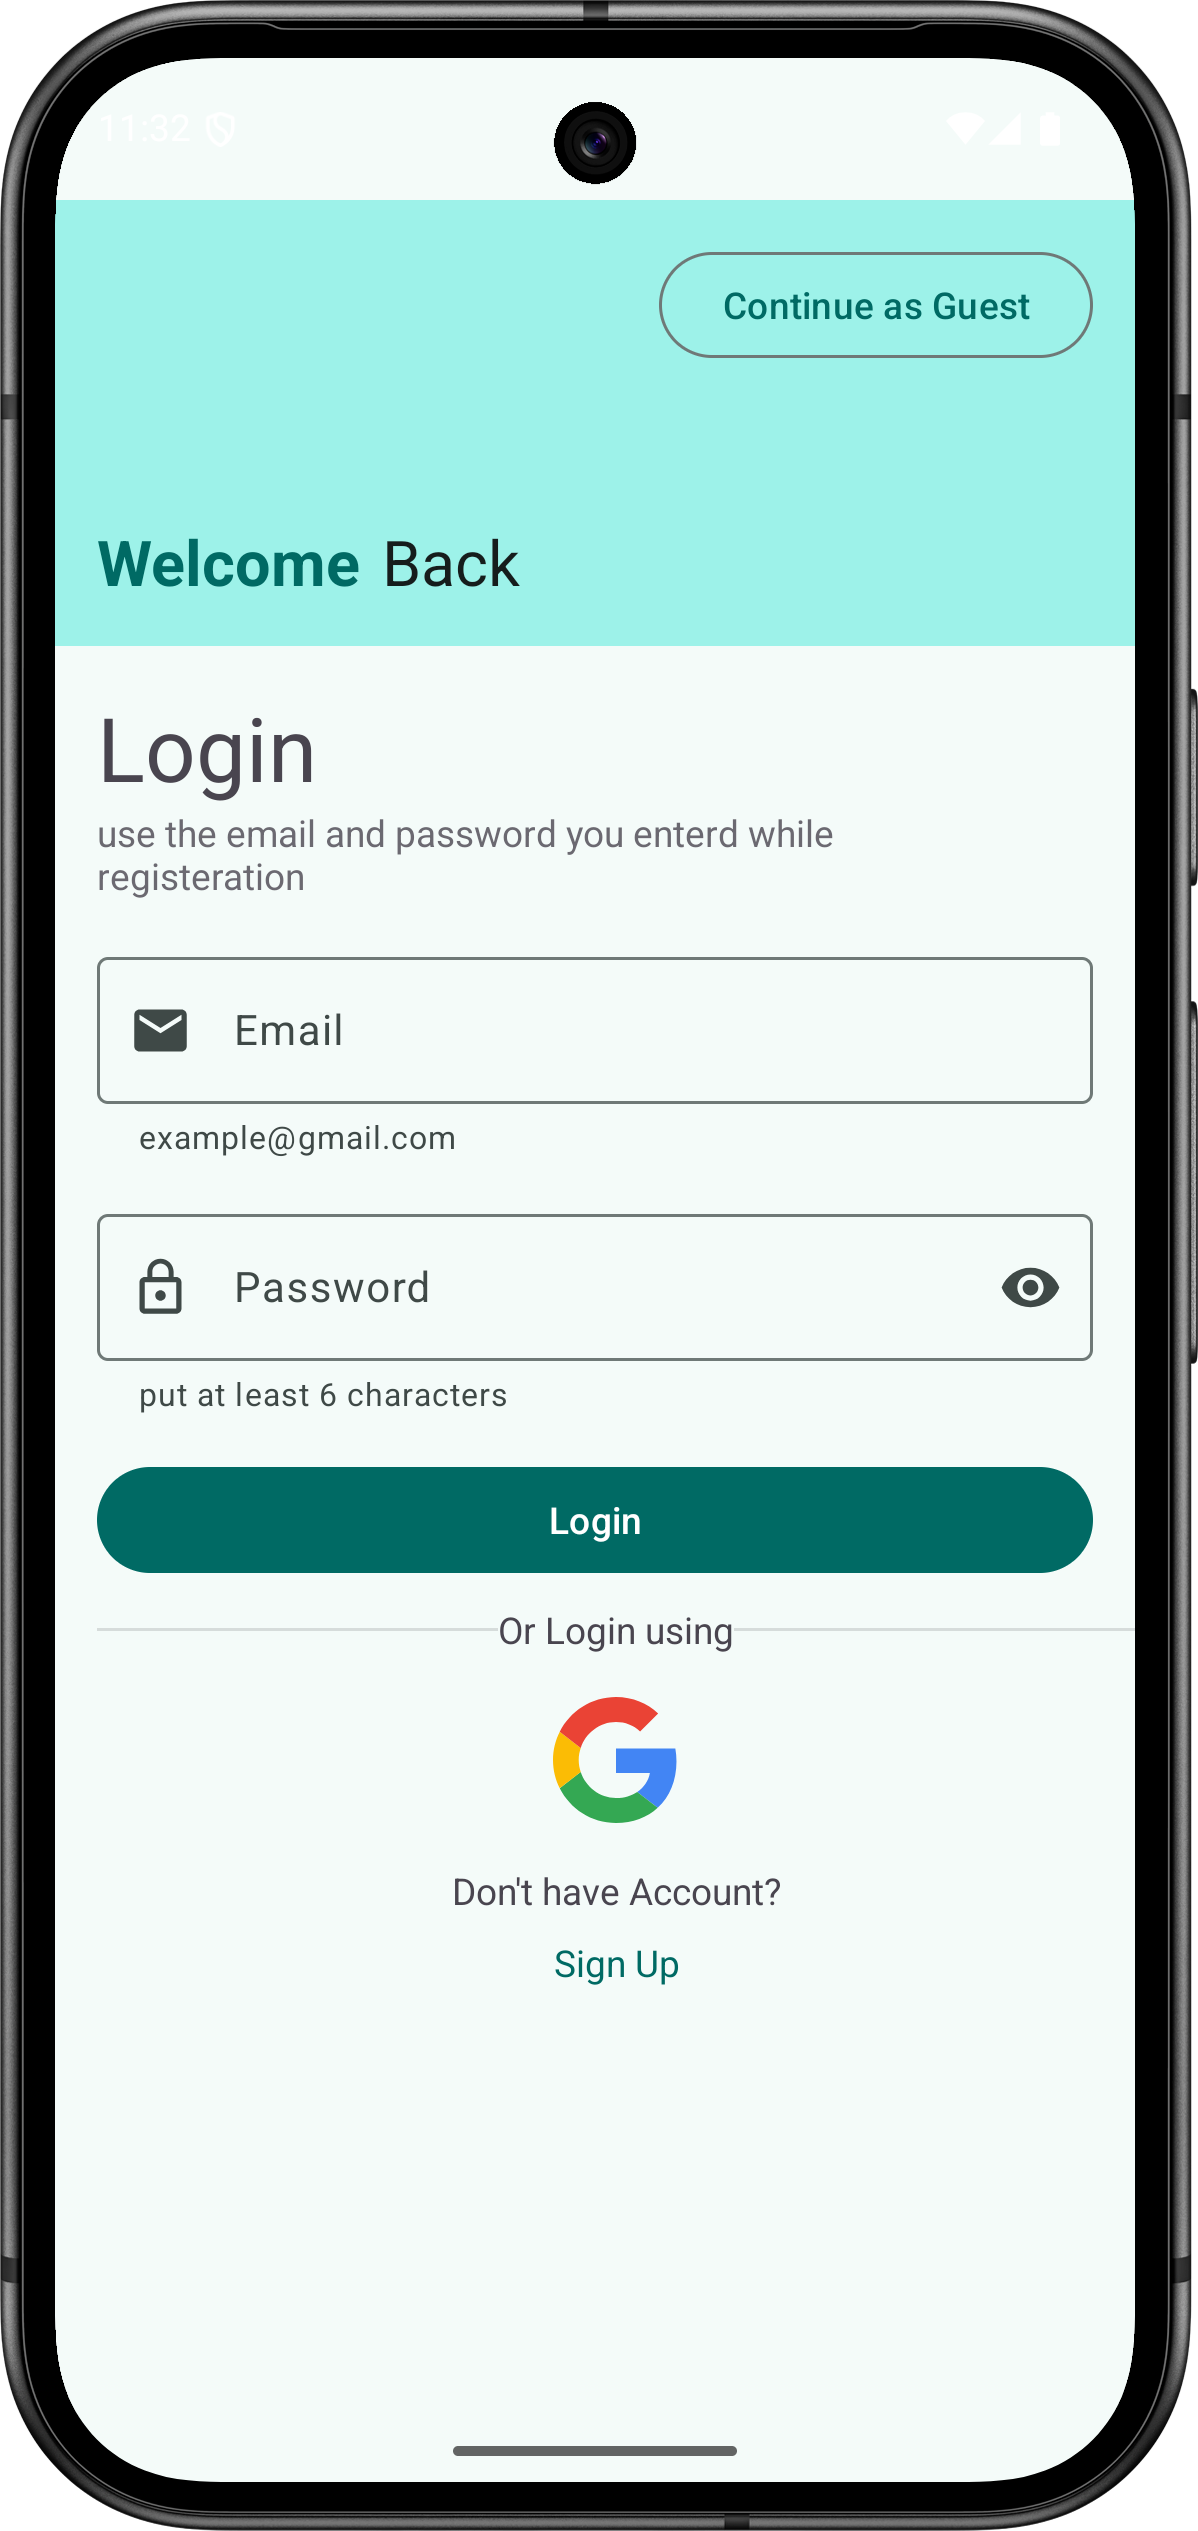 11:32
Continue as Guest
Welcome Back
Login
use the email and password you enterd while
registeration
Email
example@gmail.com
Password
put at least 6 characters
Login
Or Login using
Don't have Account?
Sign Up